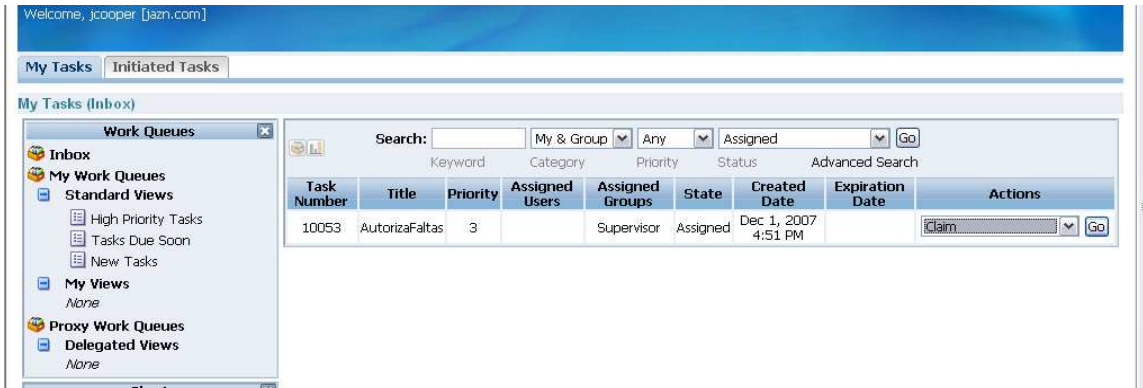 Welcome, jcooper [jazn.com]
My Tasks Initiated Tasks
My Tasks (Inbox)
Work Queues
Inbox
My Work Queues
Standard Views
High Priority Tasks
Tasks Due Soon
New Tasks
My Views
None
Proxy Work Queues
Delegated Views
None
Search: My & Group Any Assigned Go
Keyword Category Priority Status Advanced Search
Task Number Title Priority Assigned Users Assigned Groups State Created Date Expiration Date Actions
10053 AutorizaFaltas 3 Supervisor Assigned Dec 1, 2007 4:51 PM Claim Go